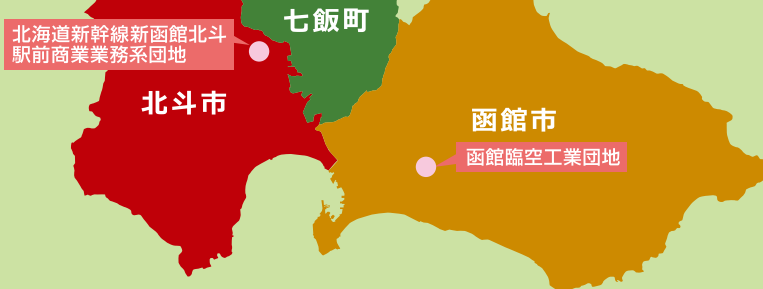 七飯町
北海道新幹線新函館北斗
駅前商業業務系団地
北斗市
函館市
函館臨空工業団地